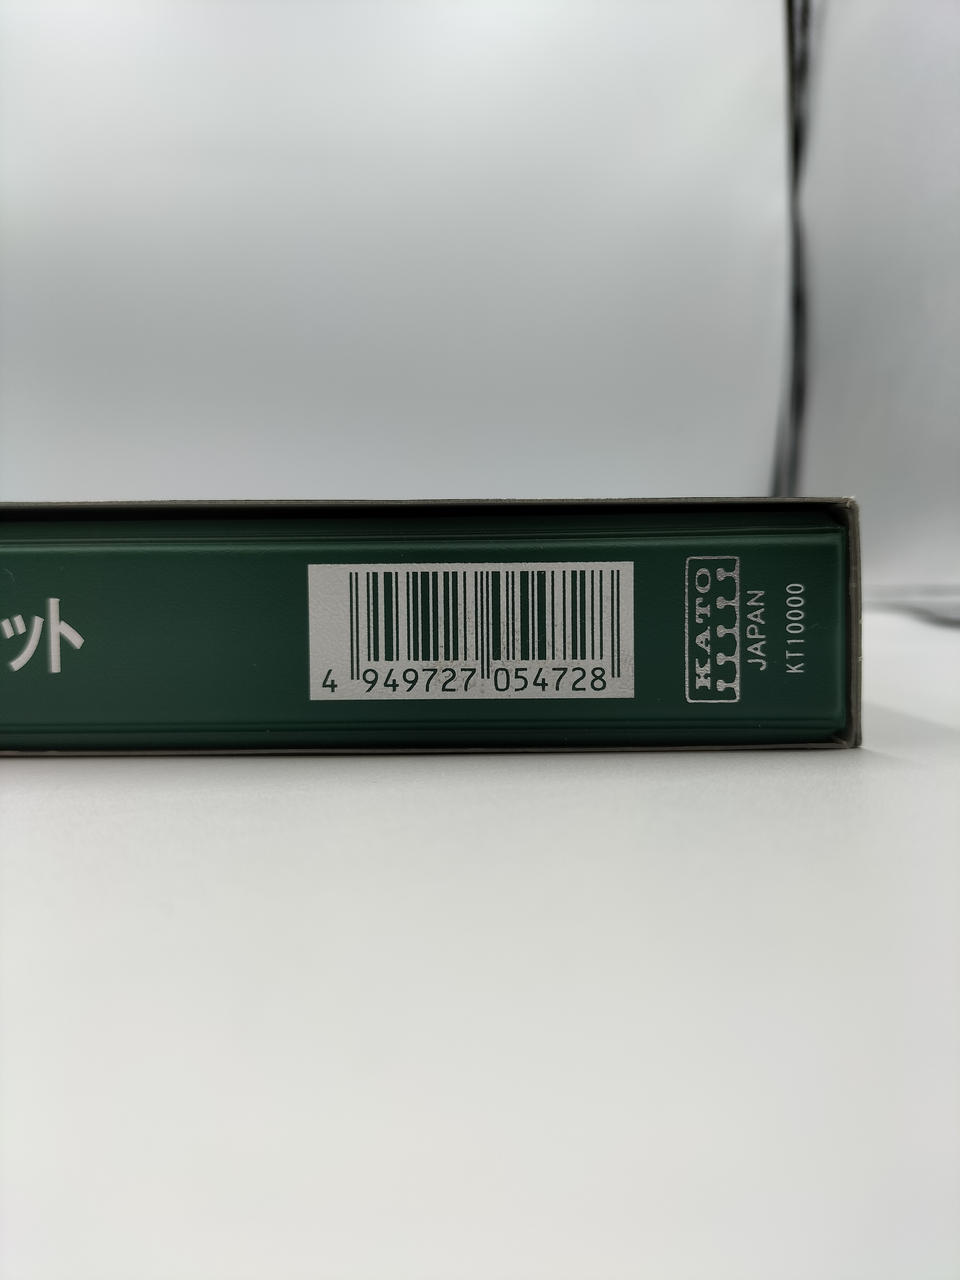 ット
4 949727 054728
KATO
JAPAN
KT10000